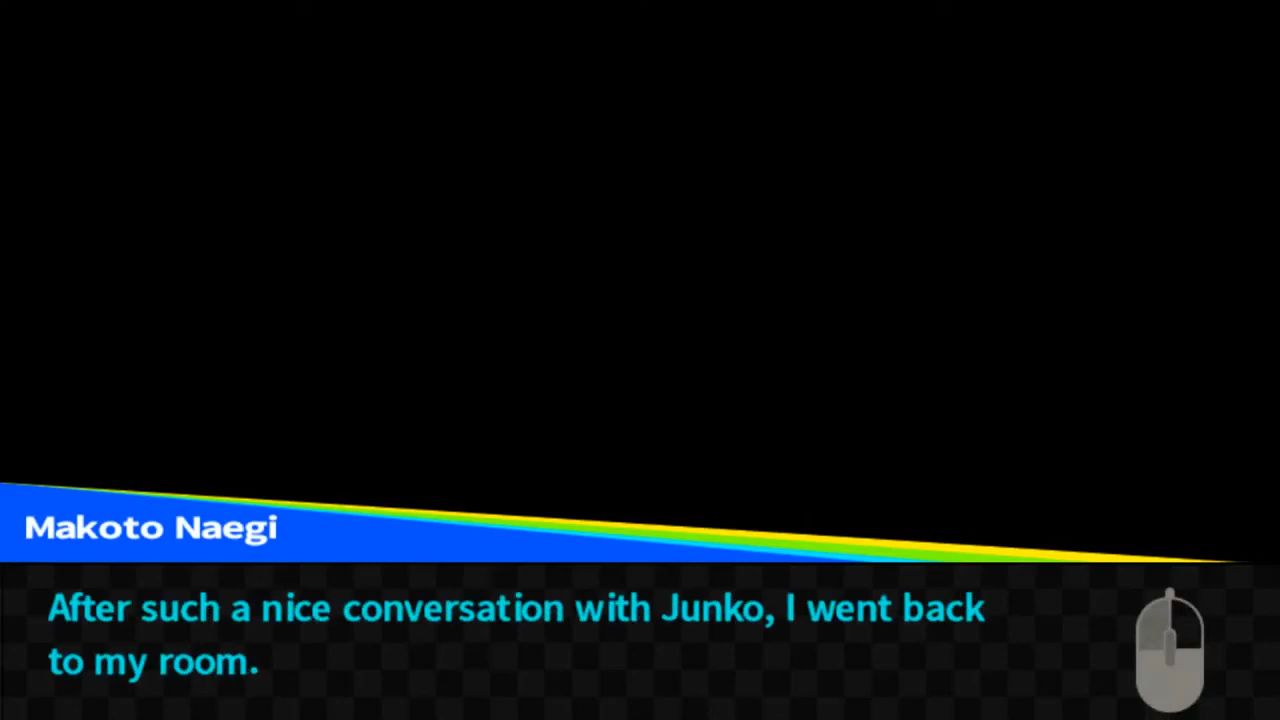 Makoto Naegi
After such a nice conversation with Junko, I went back
to my room.